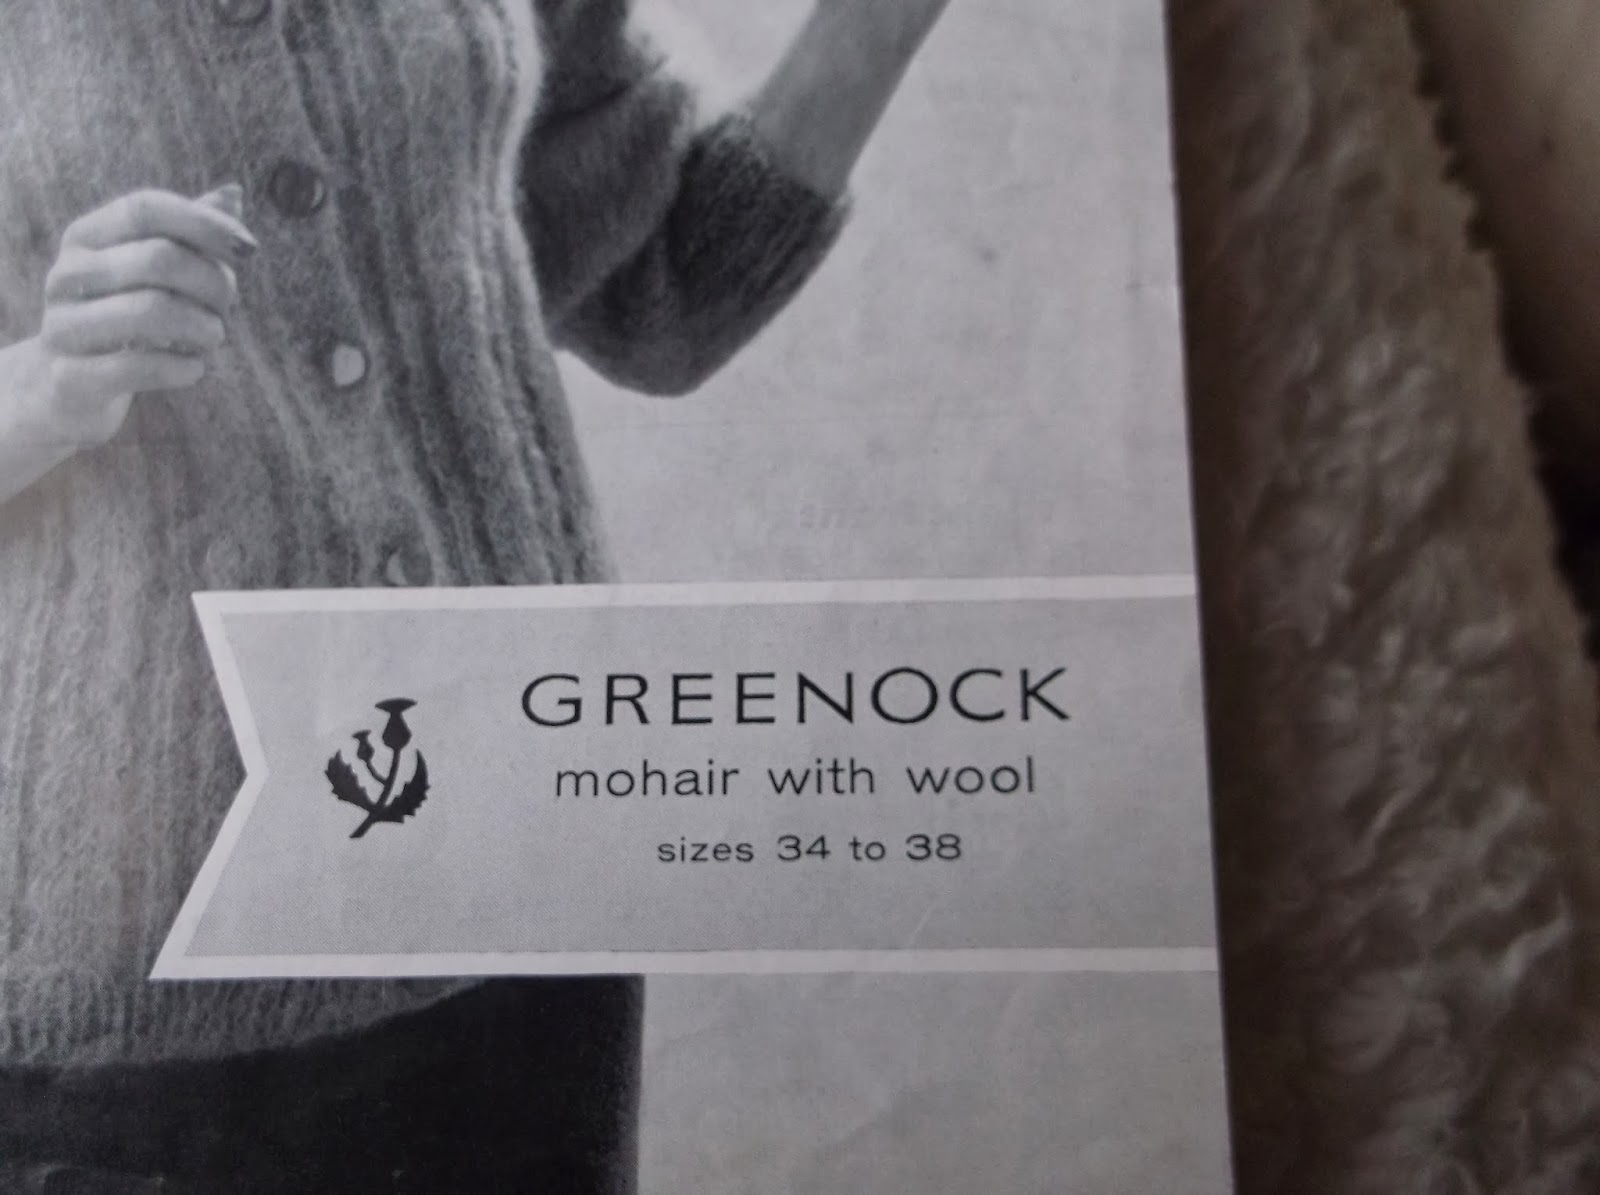 GREENOCK
mohair with wool
sizes 34 to 38